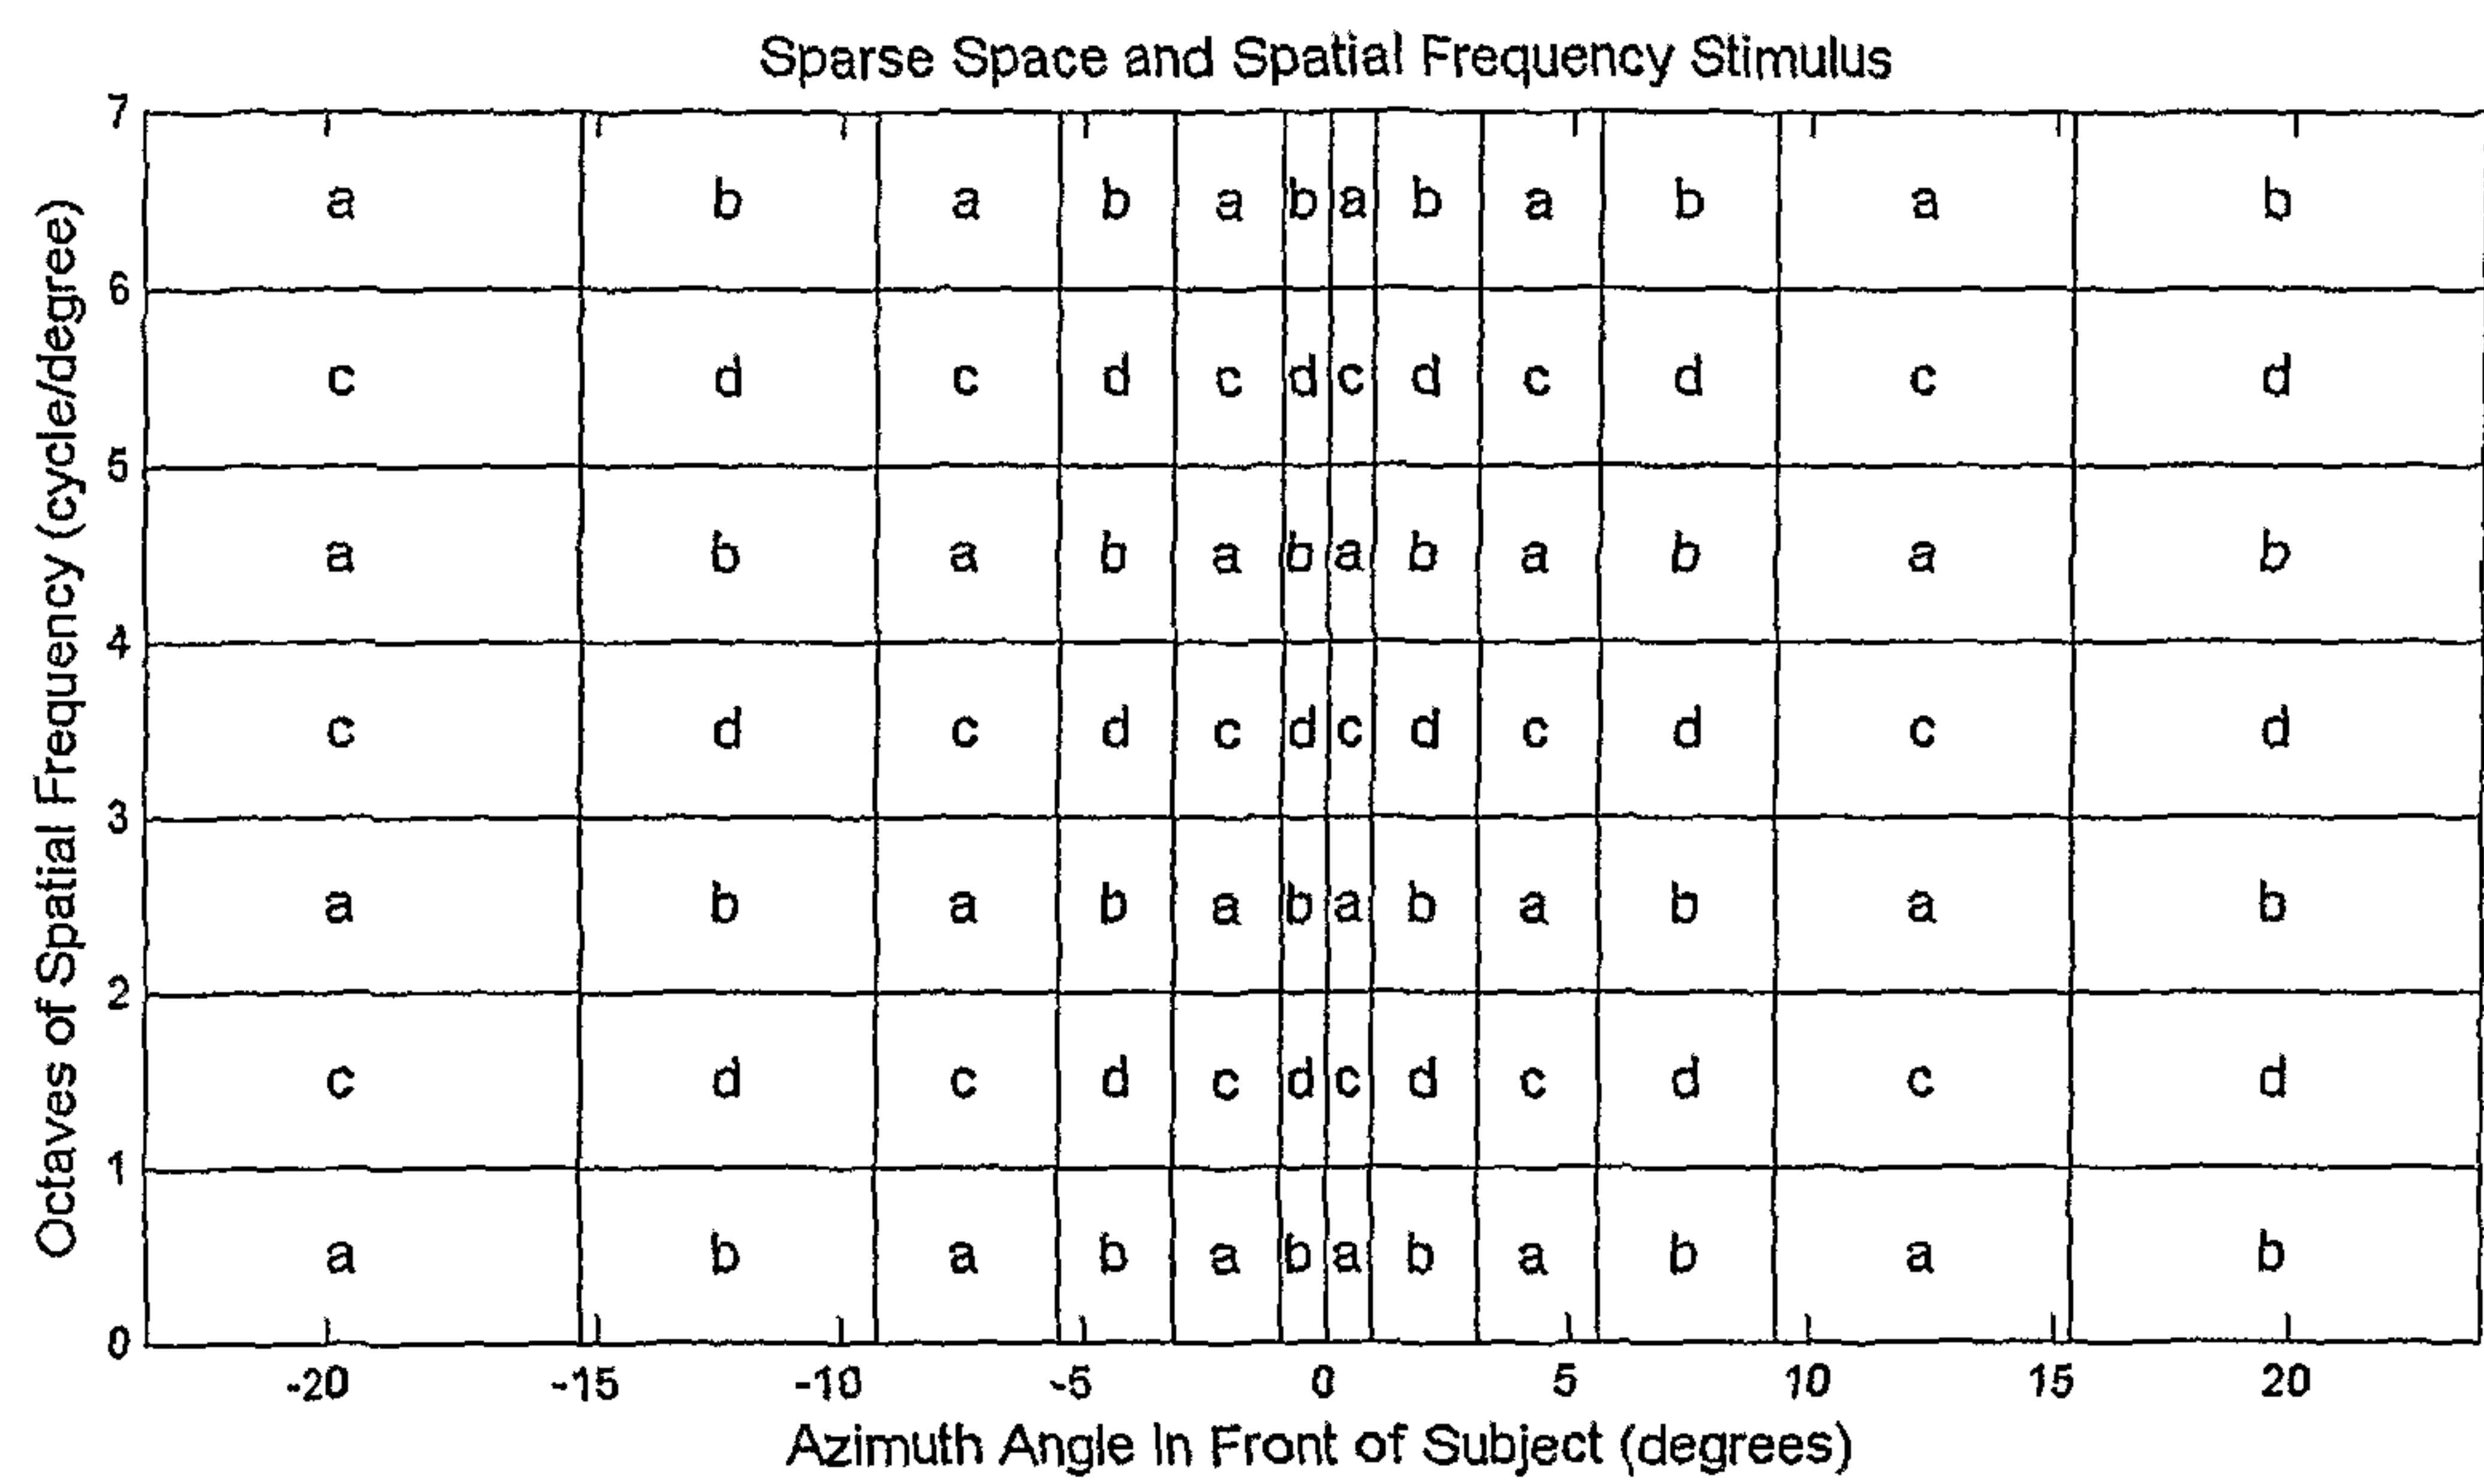 Sparse Space and Spatial Frequency Stimulus
Octaves of Spatial Frequency (cycle/degree)
7
a b a b a b a b a b a b
6
c d c d c d c d c d c d
5
a b a b a b a b a b a b
4
c d c d c d c d c d c d
3
a b a b a b a b a b a b
2
c d c d c d c d c d c d
1
a b a b a b a b a b a b
0
-20 -15 -10 -5 0 5 10 15 20
Azimuth Angle In Front of Subject (degrees)